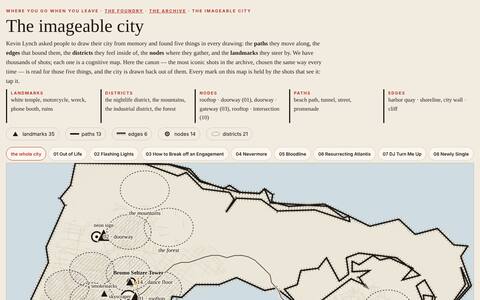 WHERE YOU GO WHEN YOU LEAVE · THE FOUNDRY · THE ARCHIVE · THE IMAGEABLE CITY
The imageable city
Kevin Lynch asked people to draw their city from memory and found five things in every drawing: the paths they move along, the
edges that bound them, the districts they feel inside of, the nodes where they gather, and the landmarks they steer by. We have
thousands of shots; each one is a cognitive map. Here the canon — the most iconic shots in the archive, chosen the same way every
time — is read for those five things, and the city is drawn back out of them. Every mark on this map is held by the shots that see it:
tap it.
LANDMARKS
white temple, motorcycle, wreck,
phone booth, ruins
DISTRICTS
the nightlife district, the mountains,
the industrial district, the forest
NODES
rooftop · doorway (01), doorway ·
gateway (03), rooftop · intersection
(10)
PATHS
beach path, tunnel, street,
promenade
EDGES
harbor quay · shoreline, city wall ·
cliff
landmarks 35
paths 13
edges 6
nodes 14
districts 21
the whole city
01 Out of Life
02 Flashing Lights
03 How to Break off an Engagement
04 Nevermore
05 Bloodline
06 Resurrecting Atlantis
07 DJ Turn Me Up
08 Newly Single
the mountains
neon sign
doorway
the forest
Beumo Seltzer Tower
dance floor
smokestacks
skyscraper
rooftop